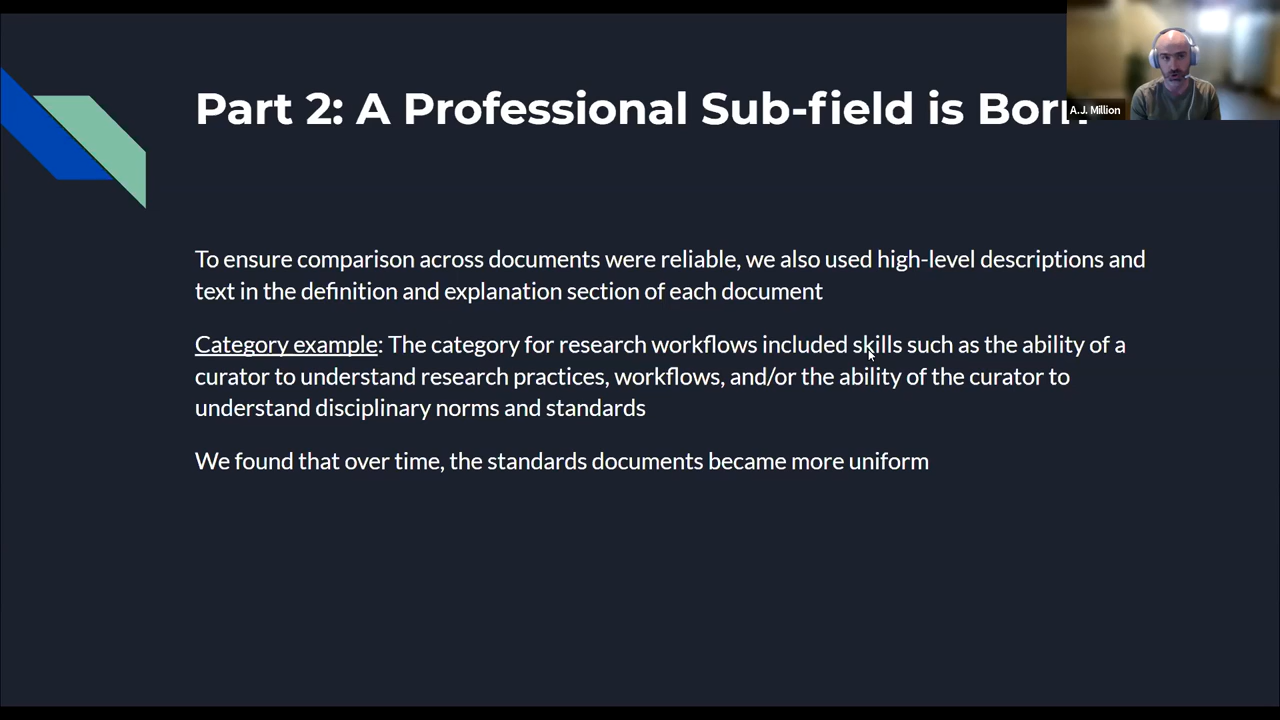 Part 2: A Professional Sub-field is Born
A.J. Million
To ensure comparison across documents were reliable, we also used high-level descriptions and
text in the definition and explanation section of each document
Category example: The category for research workflows included skills such as the ability of a
curator to understand research practices, workflows, and/or the ability of the curator to
understand disciplinary norms and standards
We found that over time, the standards documents became more uniform